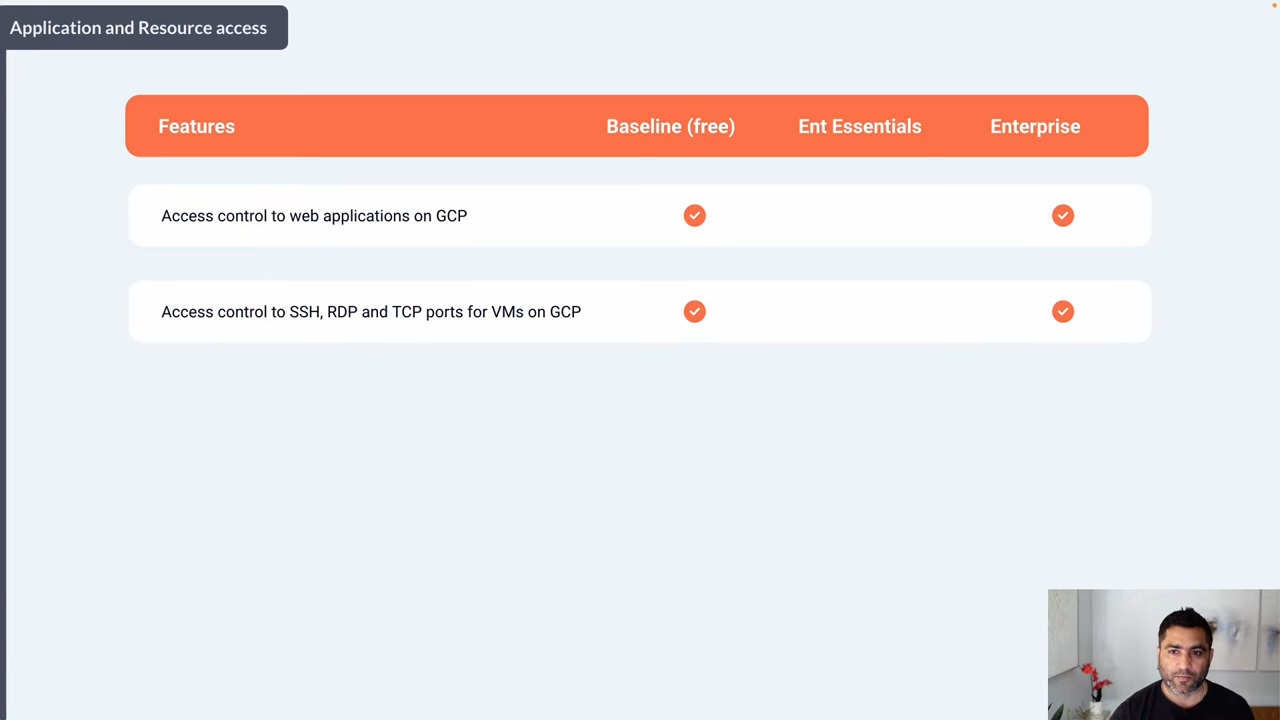 Application and Resource access
Features Baseline (free) Ent Essentials Enterprise
Access control to web applications on GCP
Access control to SSH, RDP and TCP ports for VMs on GCP